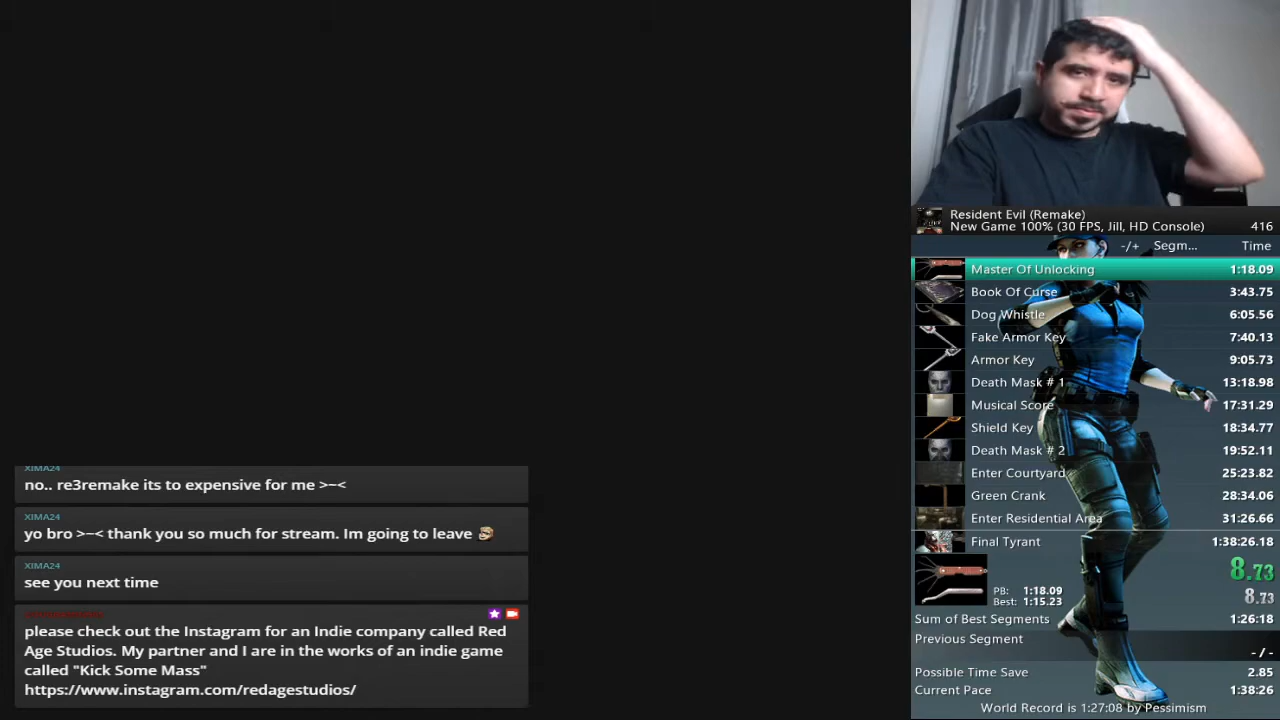 XIMA24
no.. re3remake its to expensive for me >~<
XIMA24
yo bro >~< thank you so much for stream. Im going to leave
XIMA24
see you next time
please check out the Instagram for an Indie company called Red
Age Studios. My partner and I are in the works of an indie game
called "Kick Some Mass"
https://www.instagram.com/redagestudios/
Resident Evil (Remake)
New Game 100% (30 FPS, Jill, HD Console) 416
-/+ Segm... Time
Master Of Unlocking 1:18.09
Book Of Curse 3:43.75
Dog Whistle 6:05.56
Fake Armor Key 7:40.13
Armor Key 9:05.73
Death Mask # 1 13:18.98
Musical Score 17:31.29
Shield Key 18:34.77
Death Mask # 2 19:52.11
Enter Courtyard 25:23.82
Green Crank 28:34.06
Enter Residential Area 31:26.66
Final Tyrant 1:38:26.18
8.73
PB: 1:18.09
Best: 1:15.23
8.73
Sum of Best Segments 1:26:18
Previous Segment - / -
Possible Time Save 2.85
Current Pace 1:38:26
World Record is 1:27:08 by Pessimism